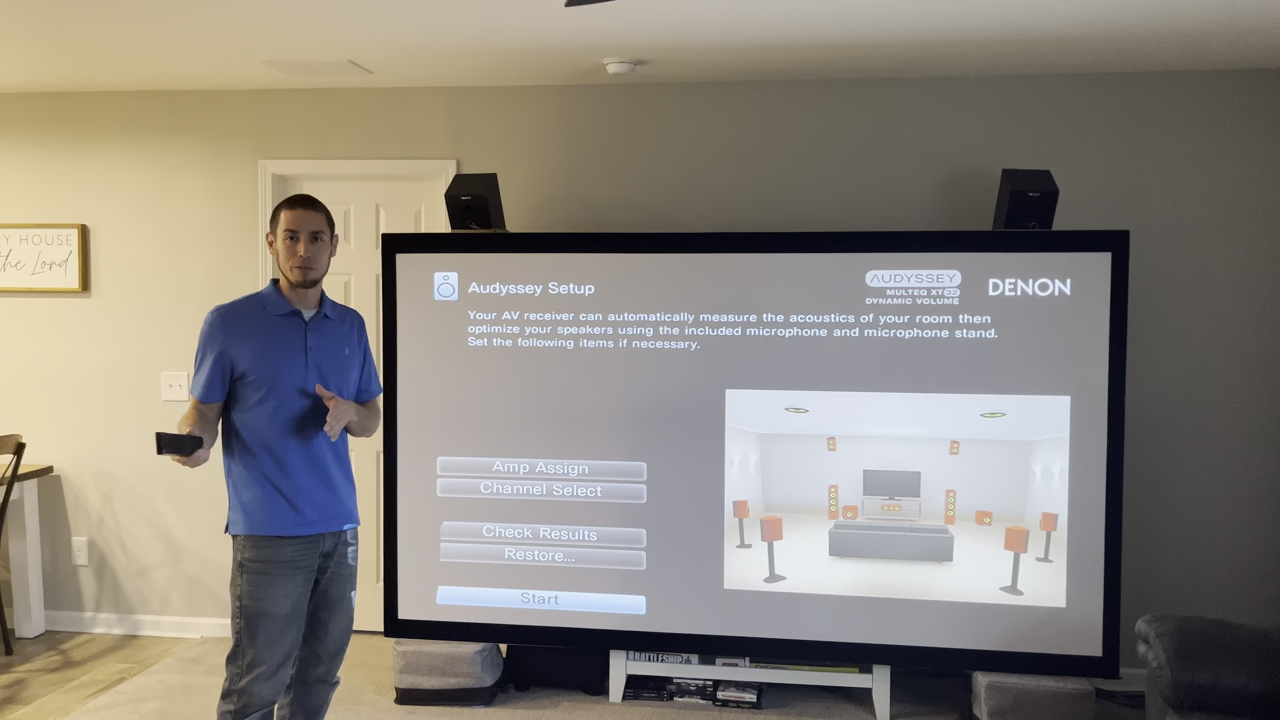 Y HOUSE
the Lord
Audyssey Setup
AUDYSSEY
MULTEQ XT32
DYNAMIC VOLUME
DENON
Your AV receiver can automatically measure the acoustics of your room then
optimize your speakers using the included microphone and microphone stand.
Set the following items if necessary.
Amp Assign
Channel Select
Check Results
Restore...
Start
BATTLESHIP